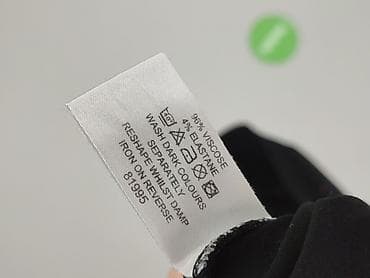 96% VISCOSE
4% ELASTANE
WASH DARK COLOURS
SEPARATELY
RESHAPE WHILST DAMP
IRON ON REVERSE
81995